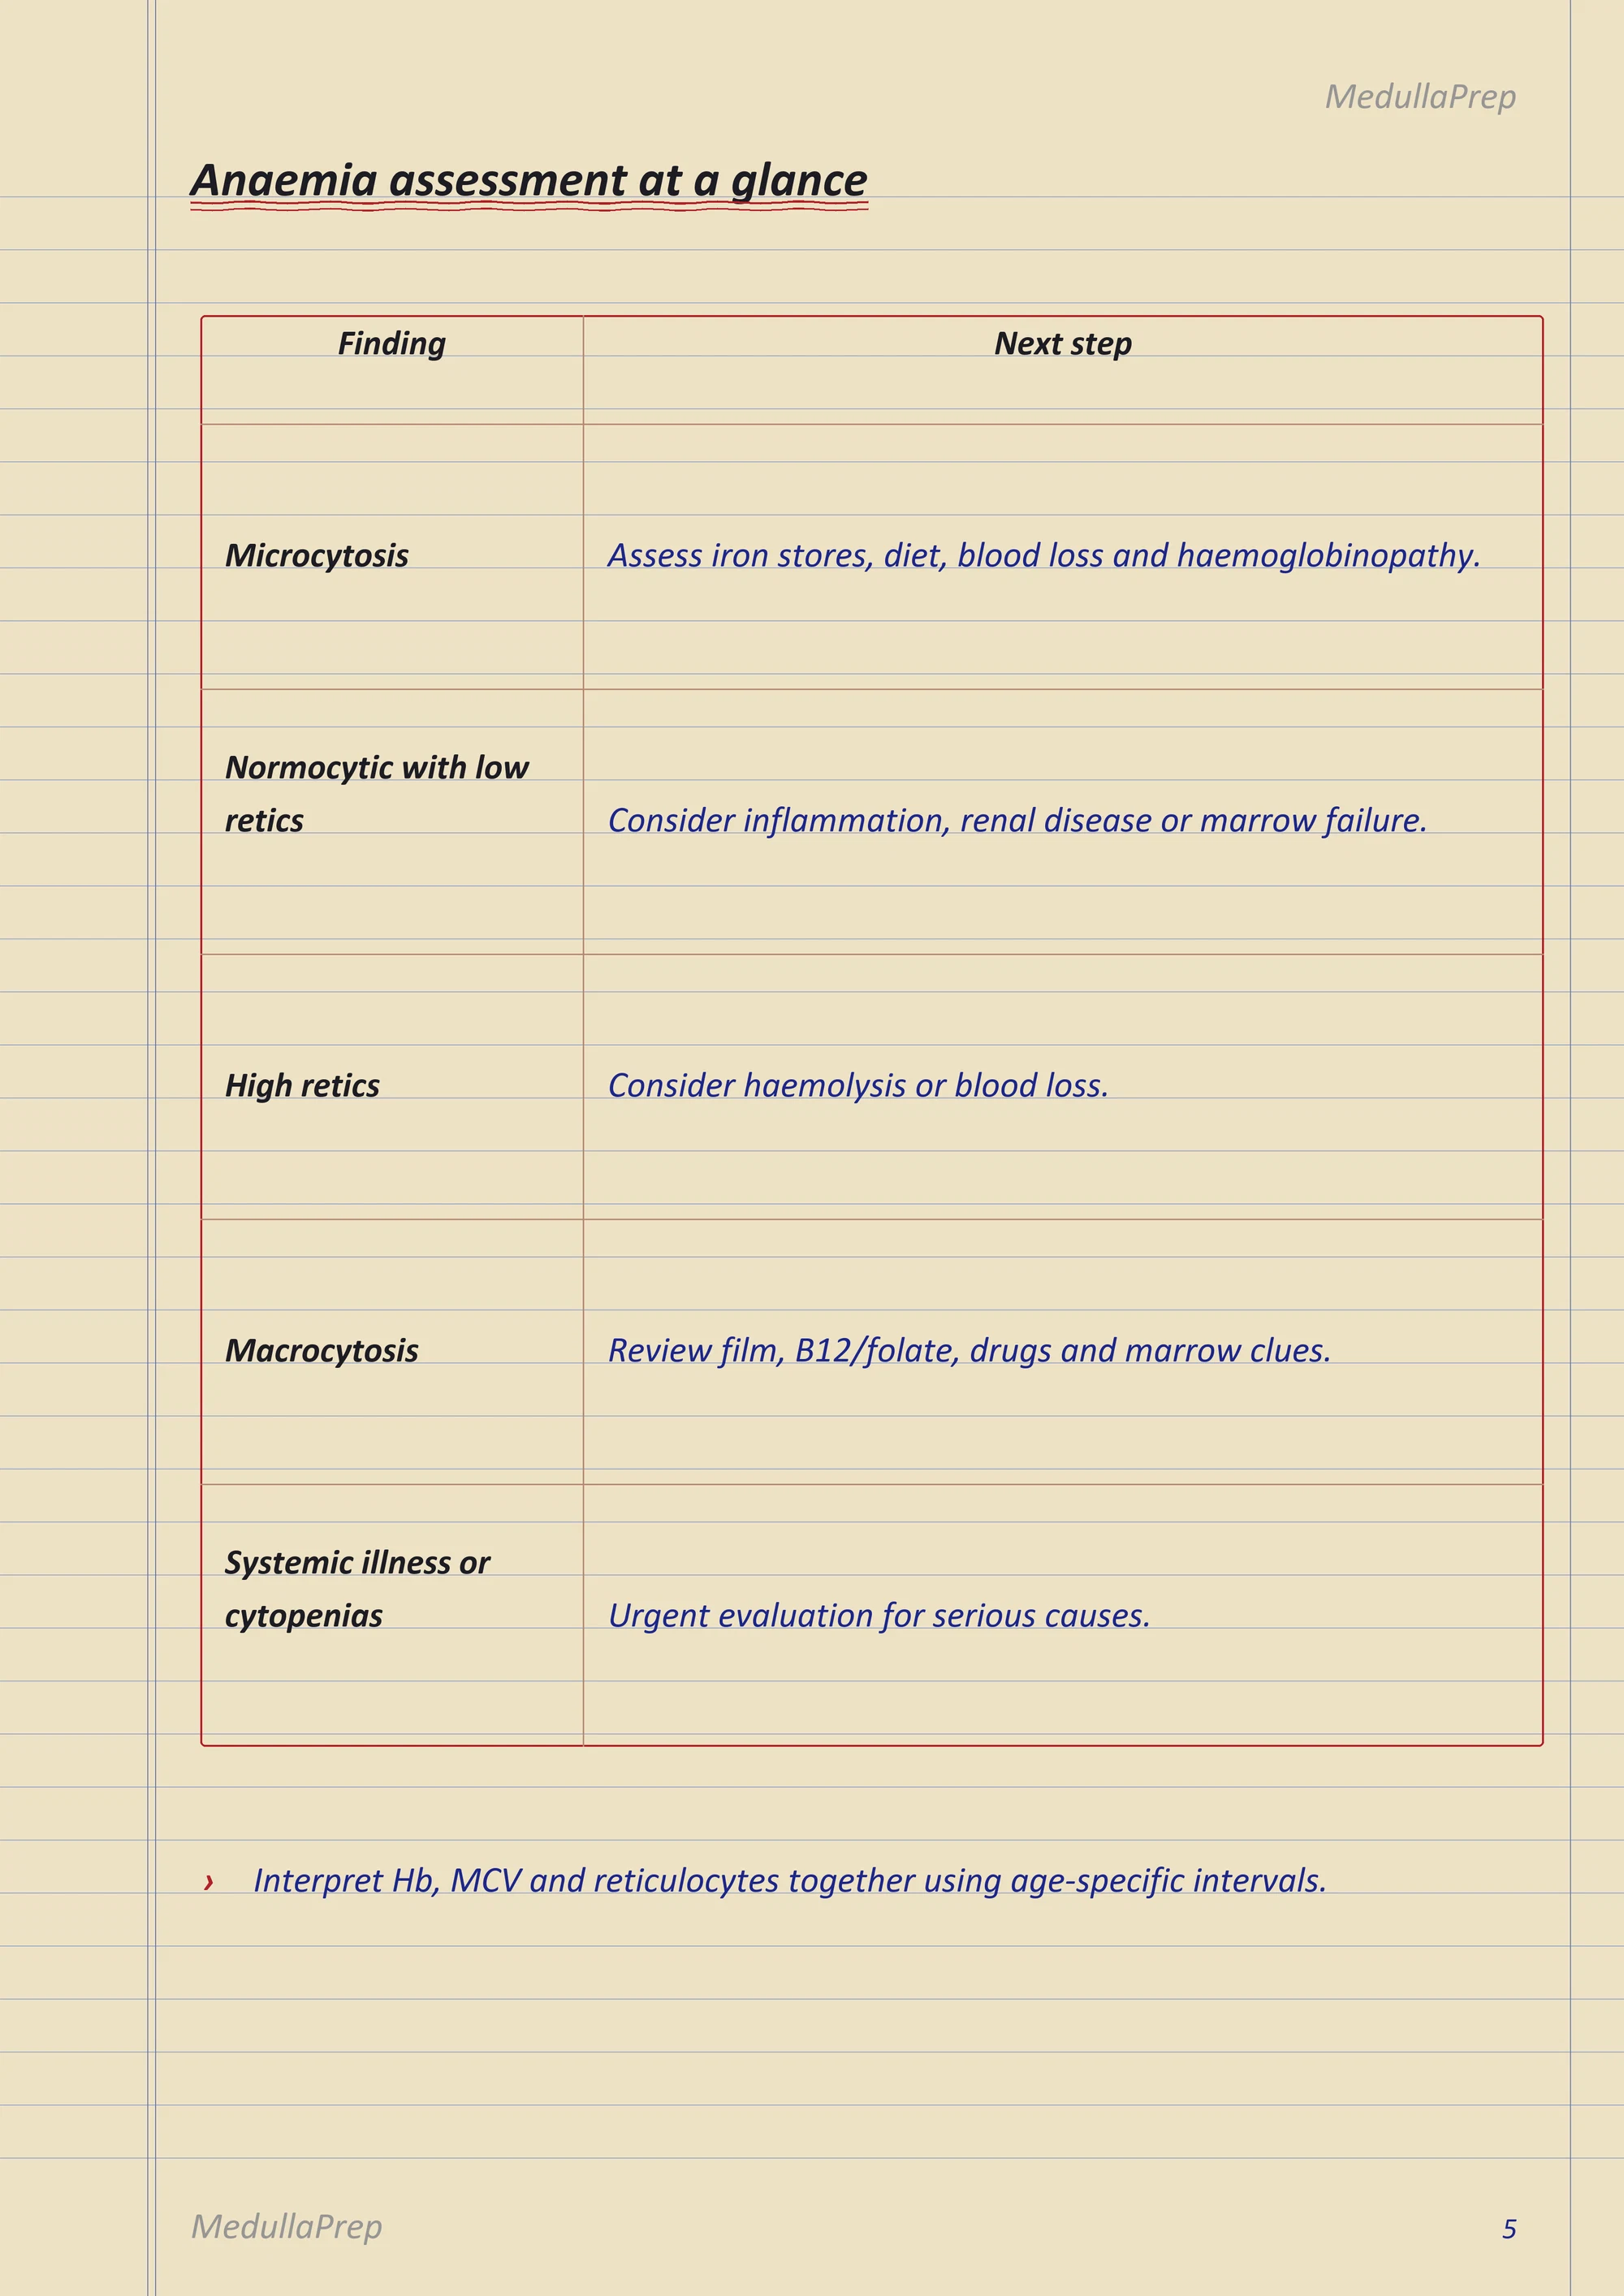 MedullaPrep
Anaemia assessment at a glance
Finding Next step
Microcytosis Assess iron stores, diet, blood loss and haemoglobinopathy.
Normocytic with low
retics Consider inflammation, renal disease or marrow failure.
High retics Consider haemolysis or blood loss.
Macrocytosis Review film, B12/folate, drugs and marrow clues.
Systemic illness or
cytopenias Urgent evaluation for serious causes.
› Interpret Hb, MCV and reticulocytes together using age-specific intervals.
MedullaPrep 5